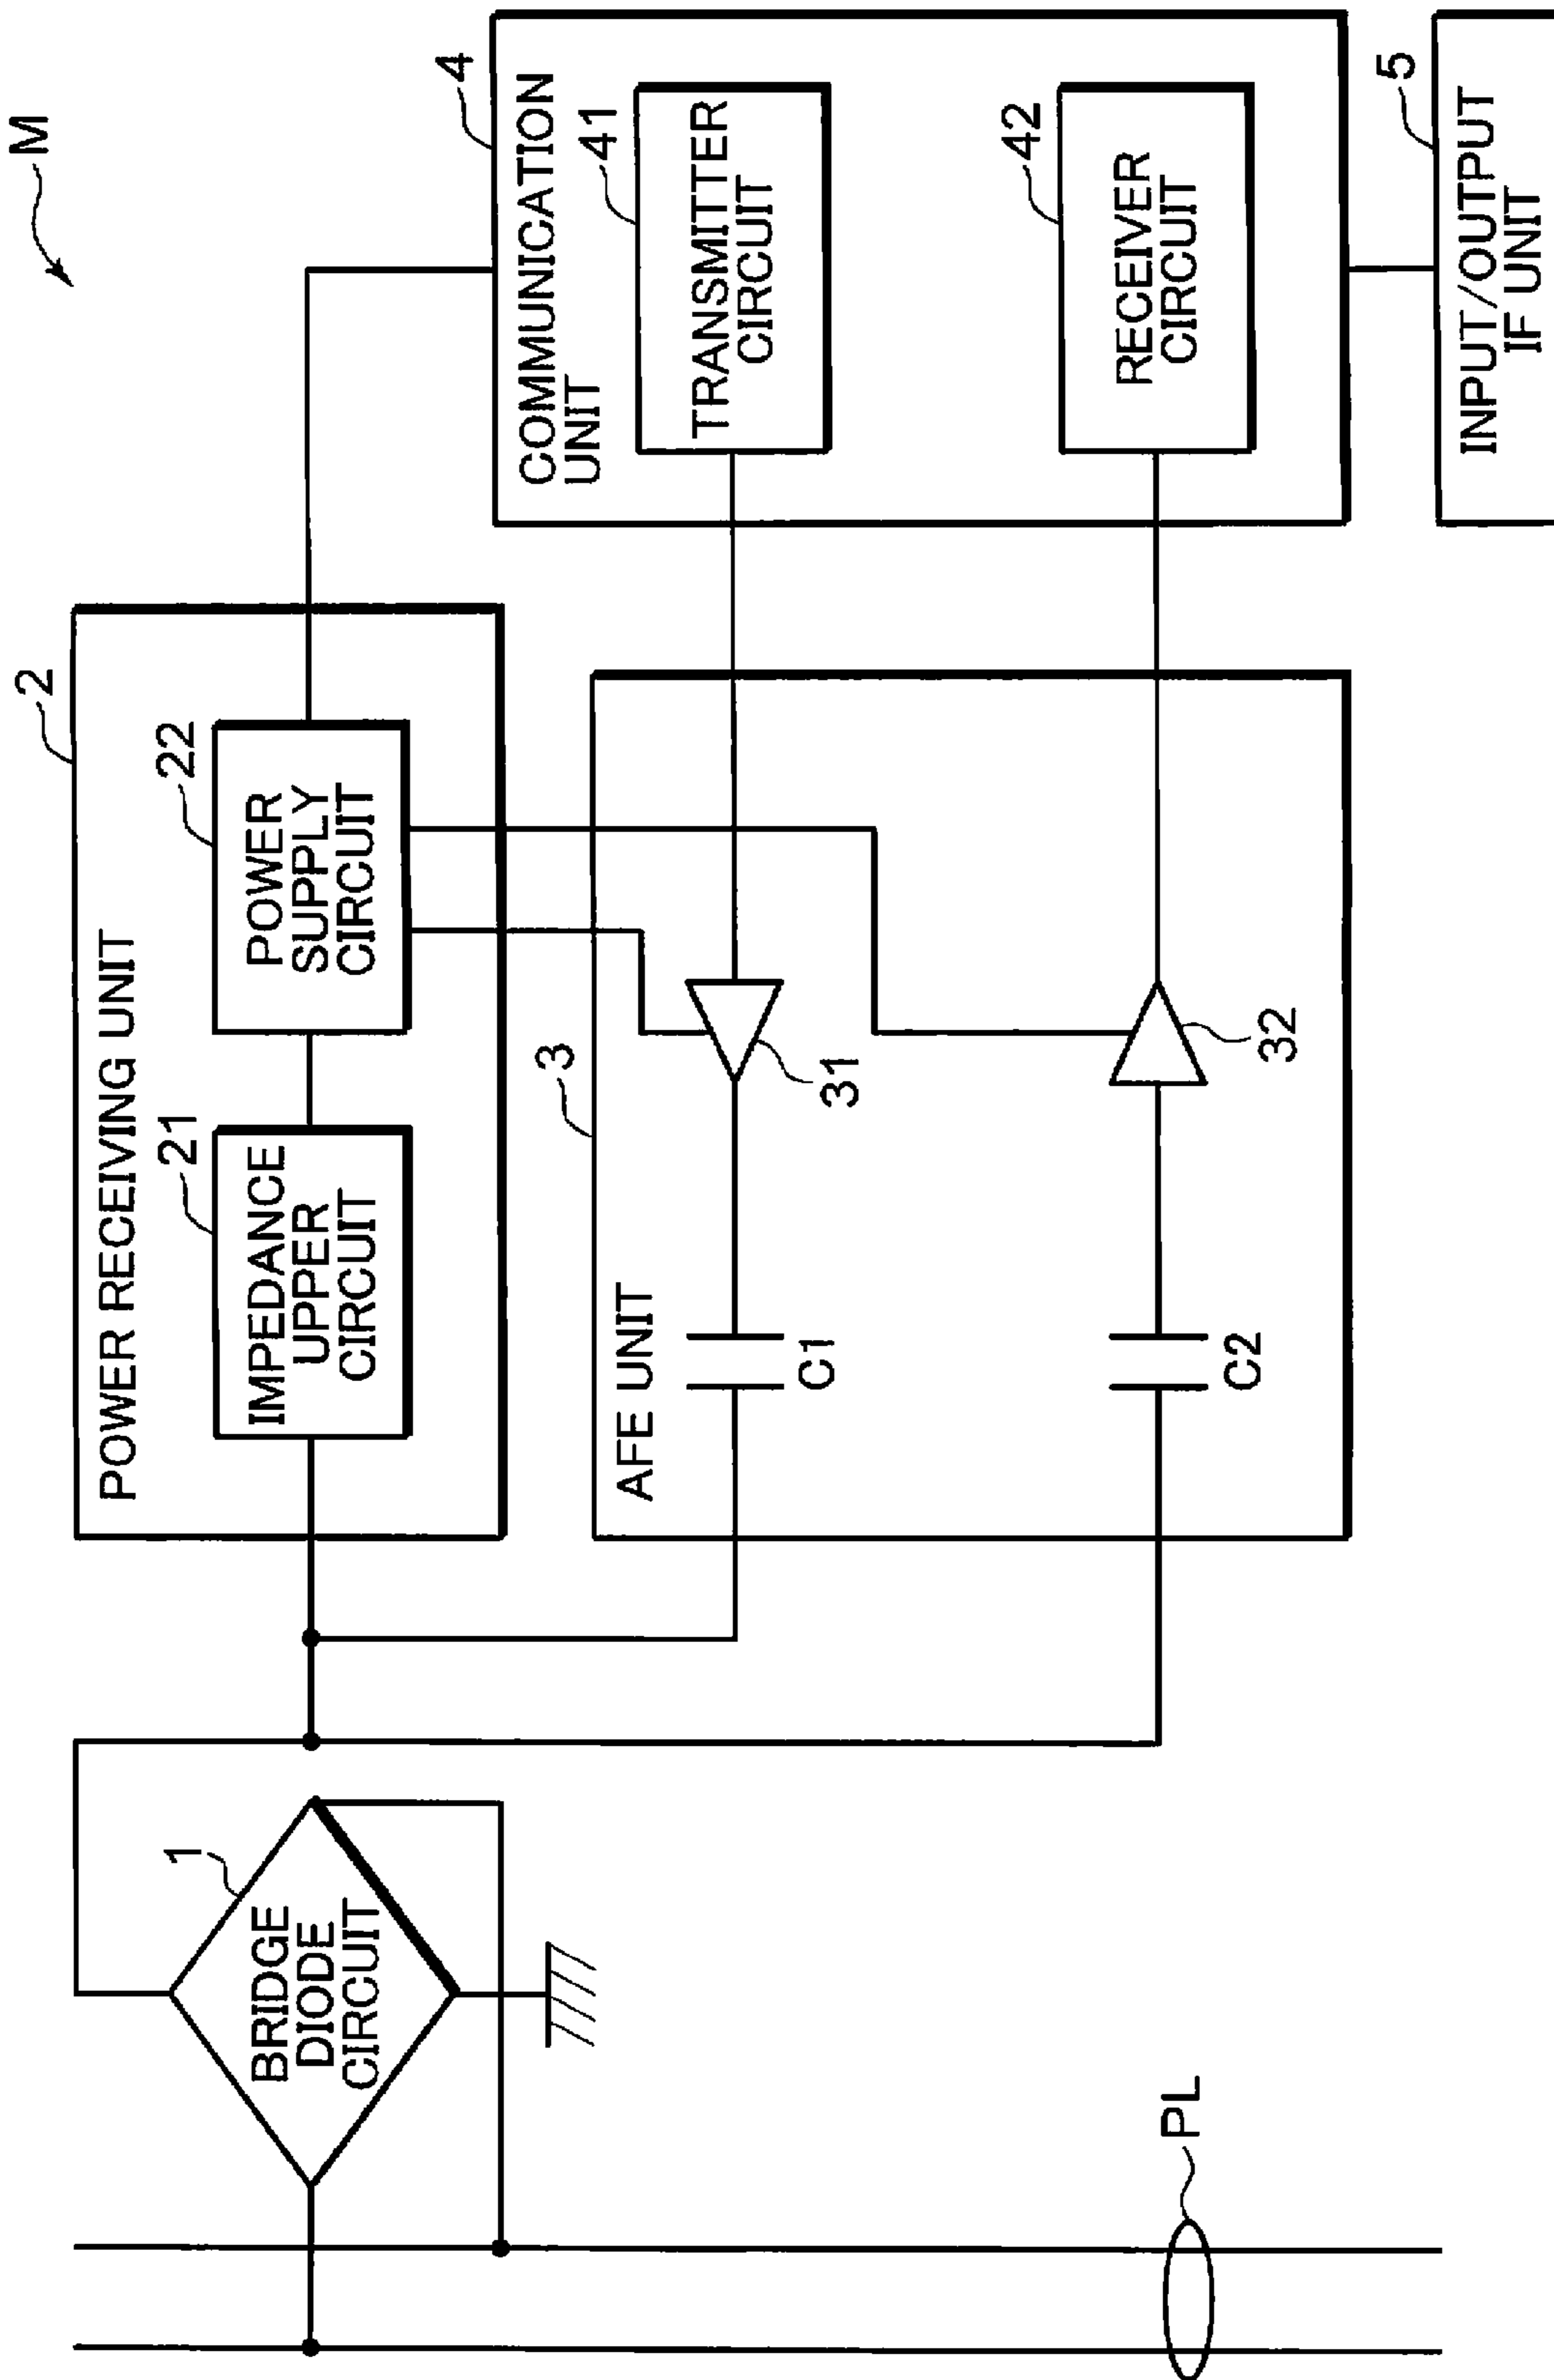 M
POWER RECEIVING UNIT
2
IMPEDANCE
UPPER
CIRCUIT
21
POWER
SUPPLY
CIRCUIT
22
BRIDGE
DIODE
CIRCUIT
1
AFE UNIT
3
C1
31
C2
32
COMMUNICATION
UNIT
4
TRANSMITTER
CIRCUIT
41
RECEIVER
CIRCUIT
42
PL
INPUT/OUTPUT
IF UNIT
5